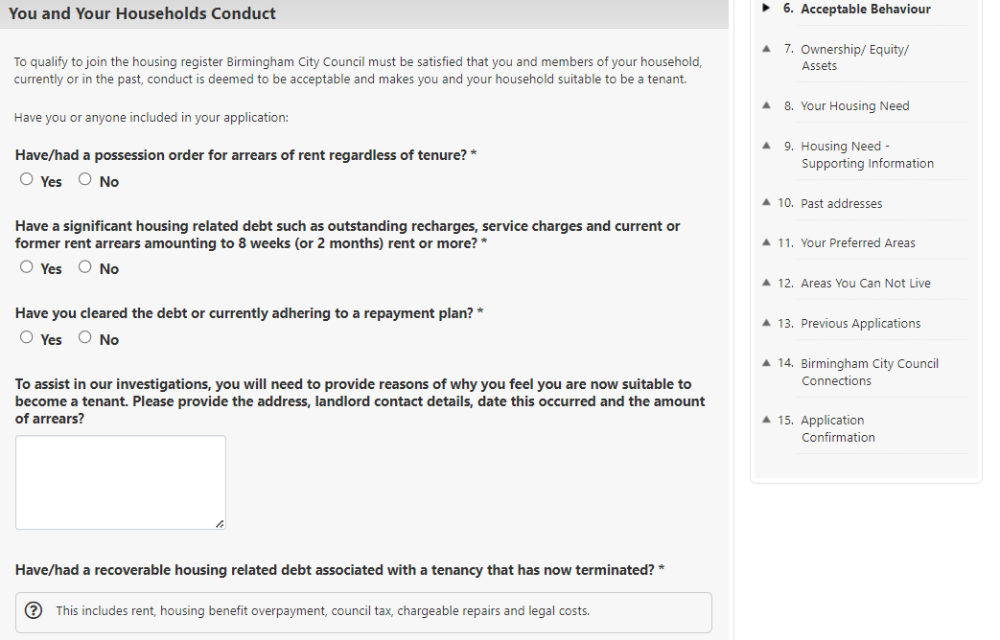 You and Your Households Conduct
To qualify to join the housing register Birmingham City Council must be satisfied that you and members of your household,
currently or in the past, conduct is deemed to be acceptable and makes you and your household suitable to be a tenant.
Have you or anyone included in your application:
Have/had a possession order for arrears of rent regardless of tenure? *
Yes No
Have a significant housing related debt such as outstanding recharges, service charges and current or
former rent arrears amounting to 8 weeks (or 2 months) rent or more? *
Yes No
Have you cleared the debt or currently adhering to a repayment plan? *
Yes No
To assist in our investigations, you will need to provide reasons of why you feel you are now suitable to
become a tenant. Please provide the address, landlord contact details, date this occurred and the amount
of arrears?
Have/had a recoverable housing related debt associated with a tenancy that has now terminated? *
? This includes rent, housing benefit overpayment, council tax, chargeable repairs and legal costs.
6. Acceptable Behaviour
7. Ownership/ Equity/
Assets
8. Your Housing Need
9. Housing Need -
Supporting Information
10. Past addresses
11. Your Preferred Areas
12. Areas You Can Not Live
13. Previous Applications
14. Birmingham City Council
Connections
15. Application
Confirmation